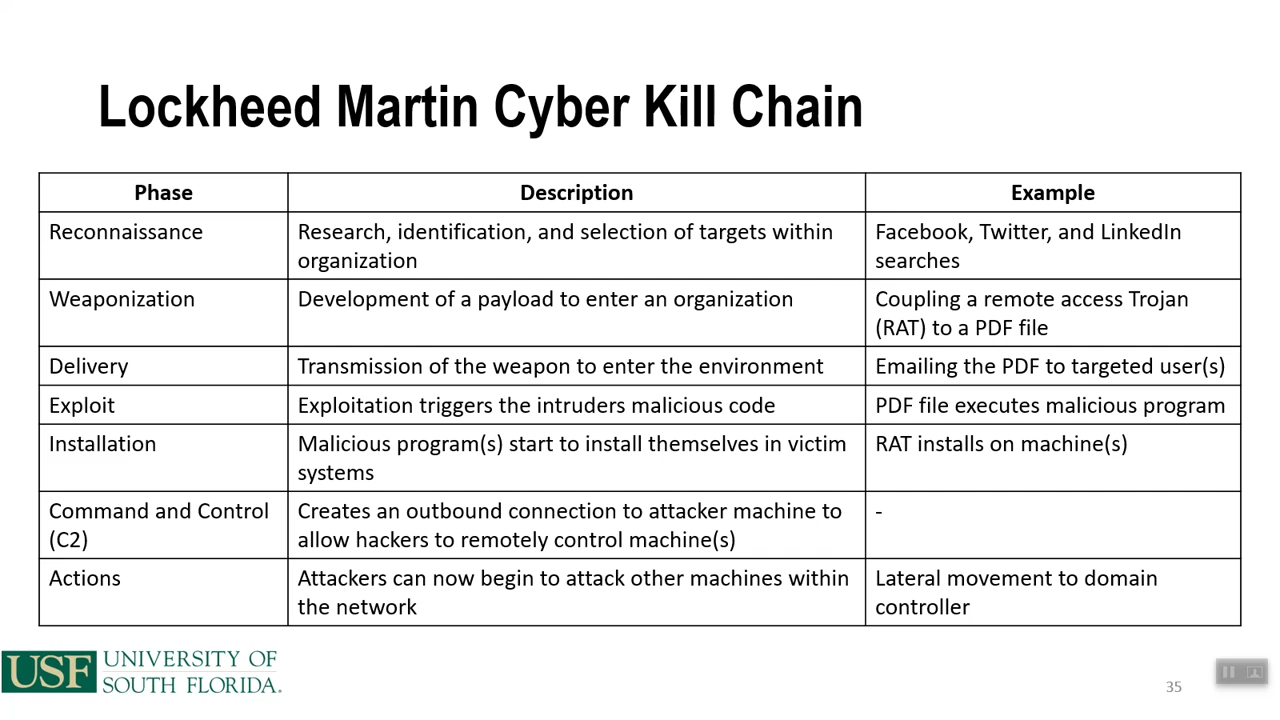 Lockheed Martin Cyber Kill Chain
Phase
Description
Example
Reconnaissance
Research, identification, and selection of targets within
organization
Facebook, Twitter, and LinkedIn
searches
Weaponization
Development of a payload to enter an organization
Coupling a remote access Trojan
(RAT) to a PDF file
Delivery
Transmission of the weapon to enter the environment
Emailing the PDF to targeted user(s)
Exploit
Exploitation triggers the intruders malicious code
PDF file executes malicious program
Installation
Malicious program(s) start to install themselves in victim
systems
RAT installs on machine(s)
Command and Control
(C2)
Creates an outbound connection to attacker machine to
allow hackers to remotely control machine(s)
-
Actions
Attackers can now begin to attack other machines within
the network
Lateral movement to domain
controller
USF
UNIVERSITY OF
SOUTH FLORIDA.
35